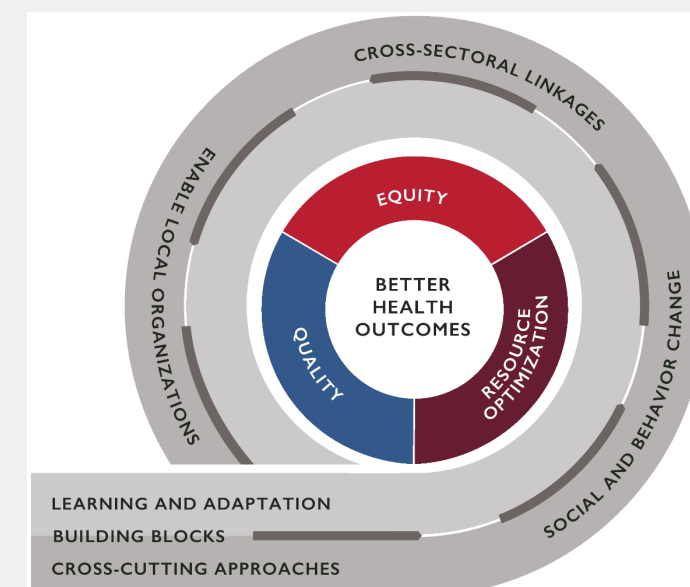 CROSS-SECTORAL LINKAGES
ENABLE LOCAL ORGANIZATIONS
SOCIAL AND BEHAVIOR CHANGE
EQUITY
QUALITY
RESOURCE
OPTIMIZATION
BETTER
HEALTH
OUTCOMES
LEARNING AND ADAPTATION
BUILDING BLOCKS
CROSS-CUTTING APPROACHES